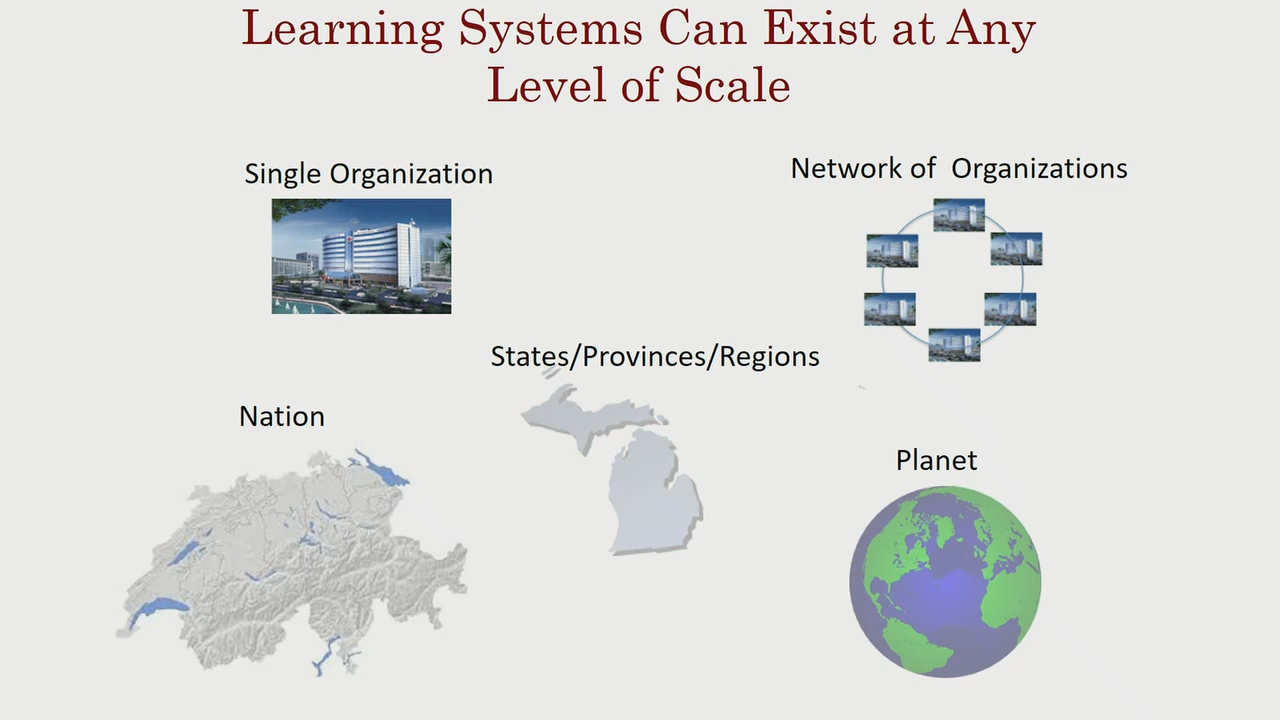 Learning Systems Can Exist at Any
Level of Scale
Single Organization
Network of  Organizations
States/Provinces/Regions
Nation
Planet